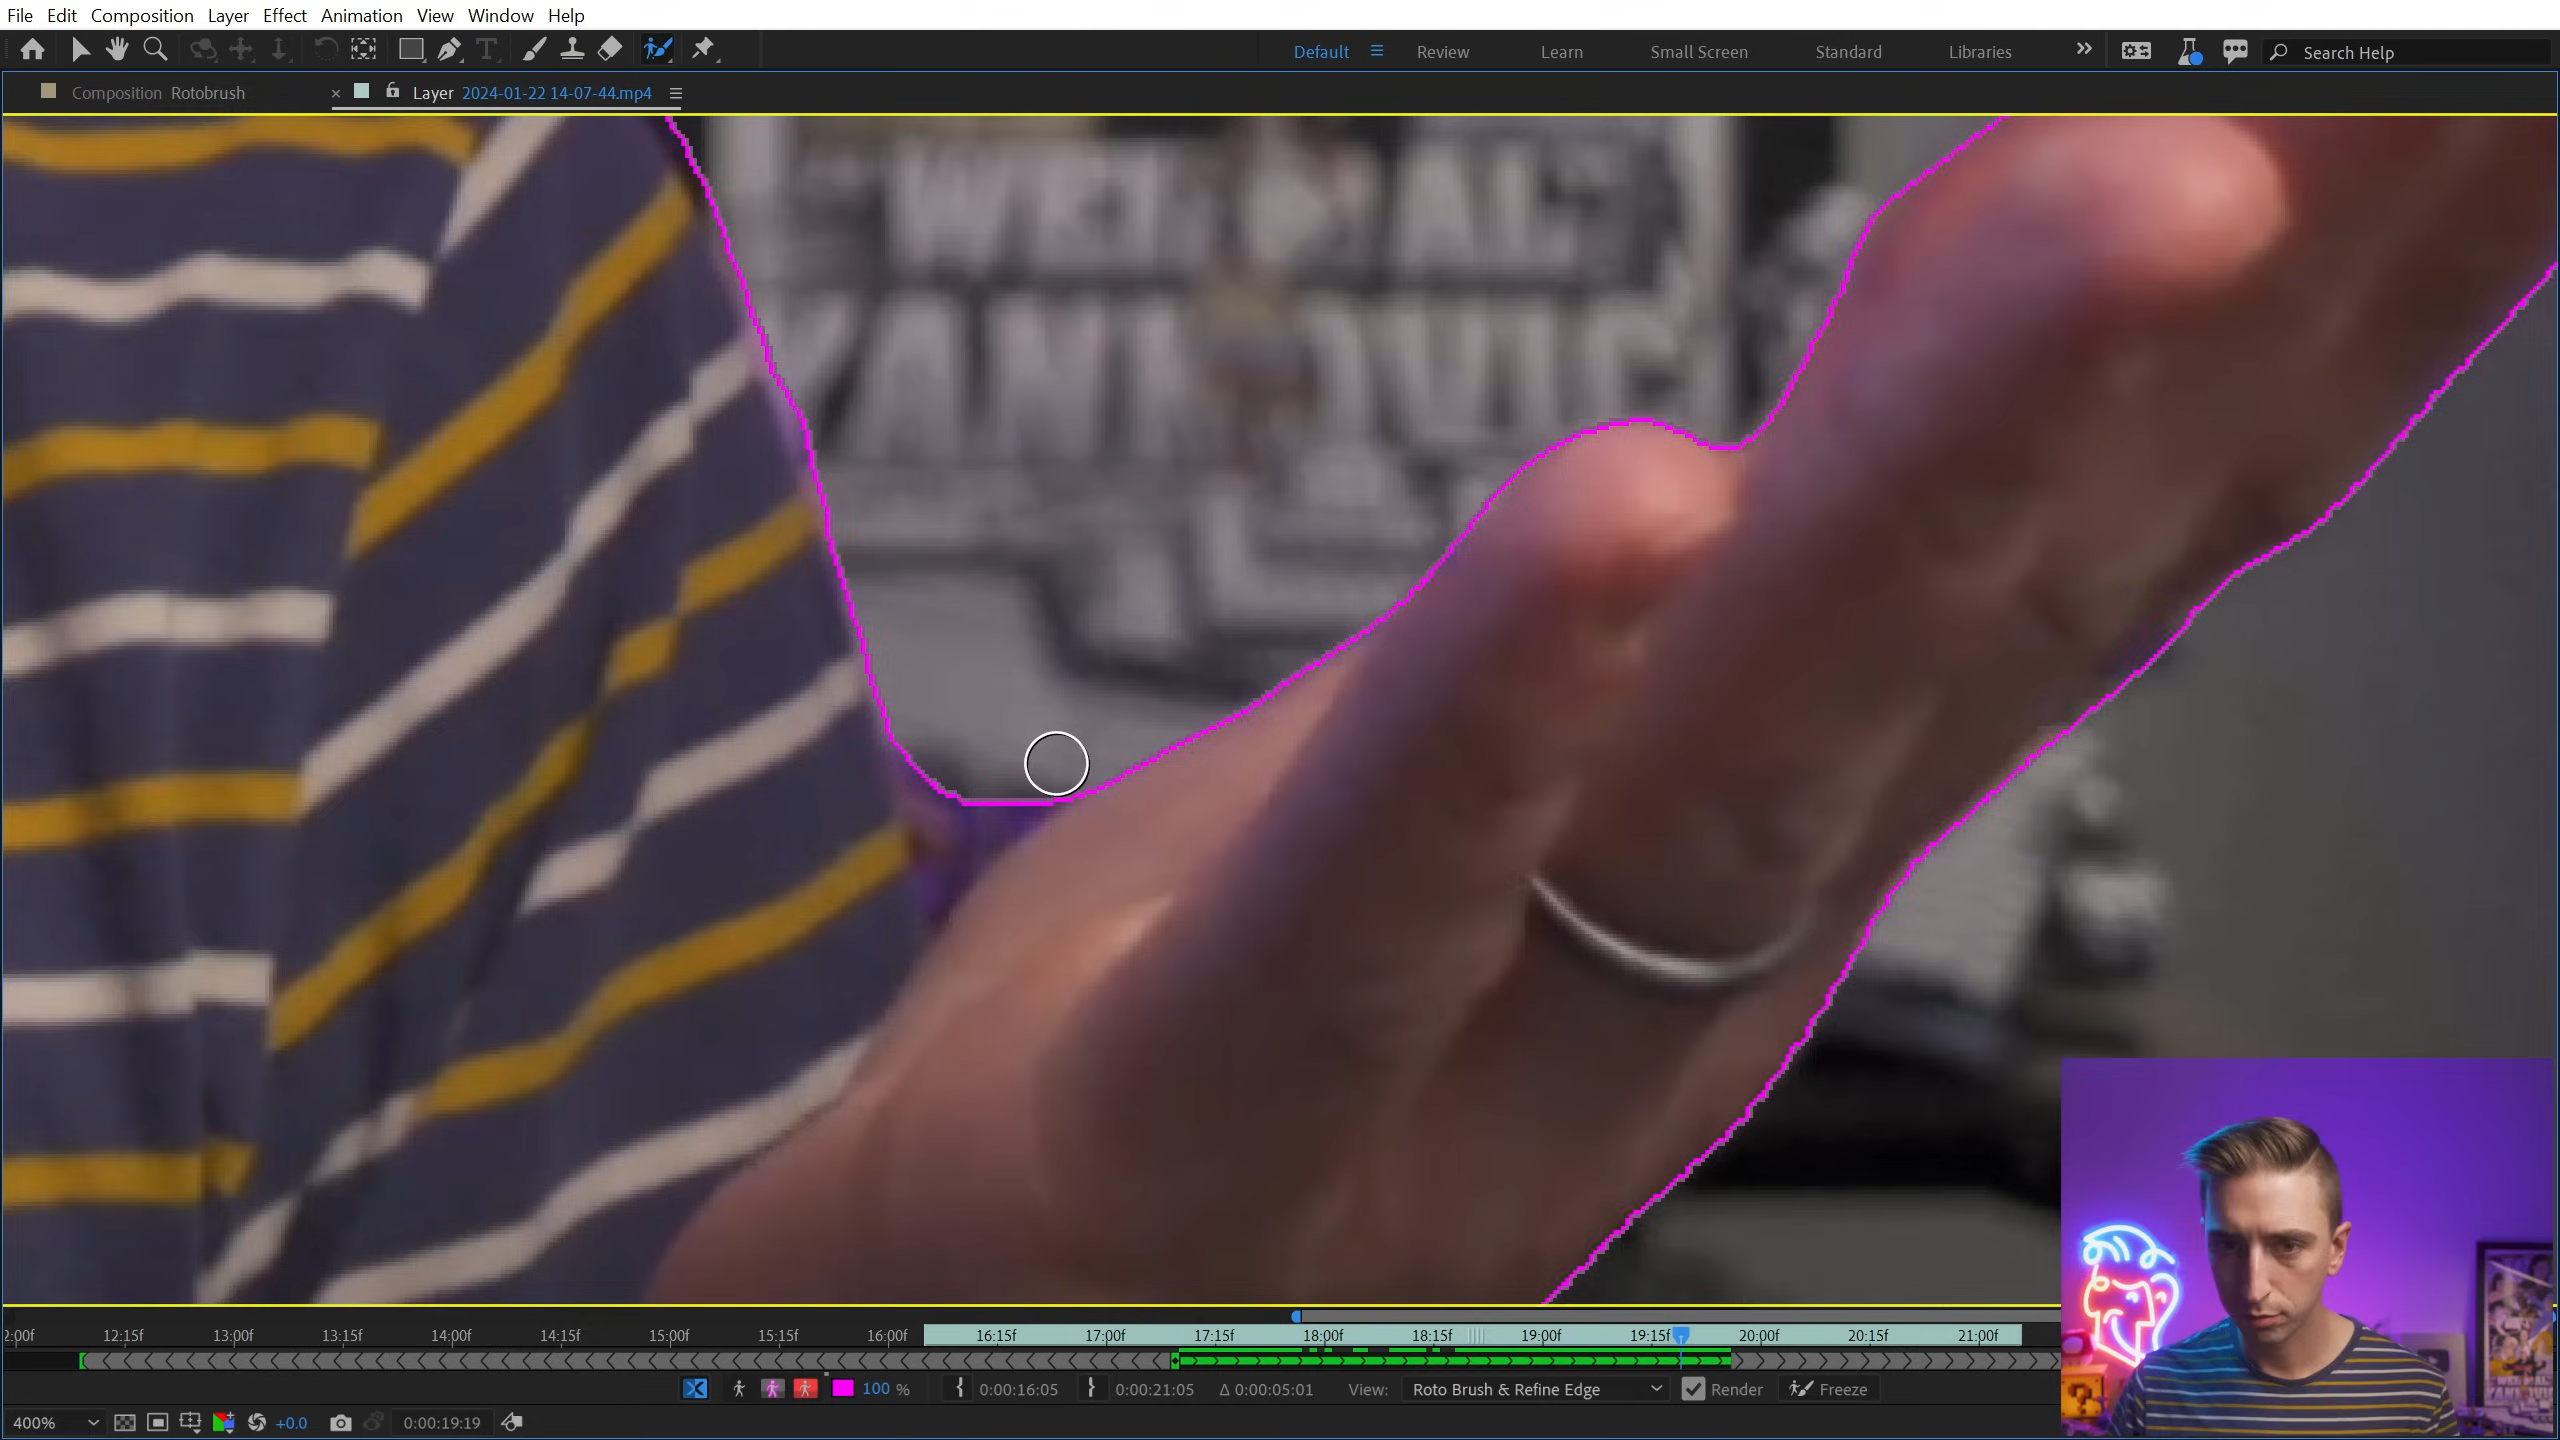 File Edit Composition Layer Effect Animation View Window Help
Default Review Learn Small Screen Standard Libraries Search Help
Composition Rotobrush × Layer 2024-01-22 14-07-44.mp4
2:00f 12:15f 13:00f 13:15f 14:00f 14:15f 15:00f 15:15f 16:00f 16:15f 17:00f 17:15f 18:00f 18:15f 19:00f 19:15f 20:00f 20:15f 21:00f
100 % 0:00:16:05 0:00:21:05 Δ 0:00:05:01 View: Roto Brush & Refine Edge Render Freeze
400% +0.0 0:00:19:19